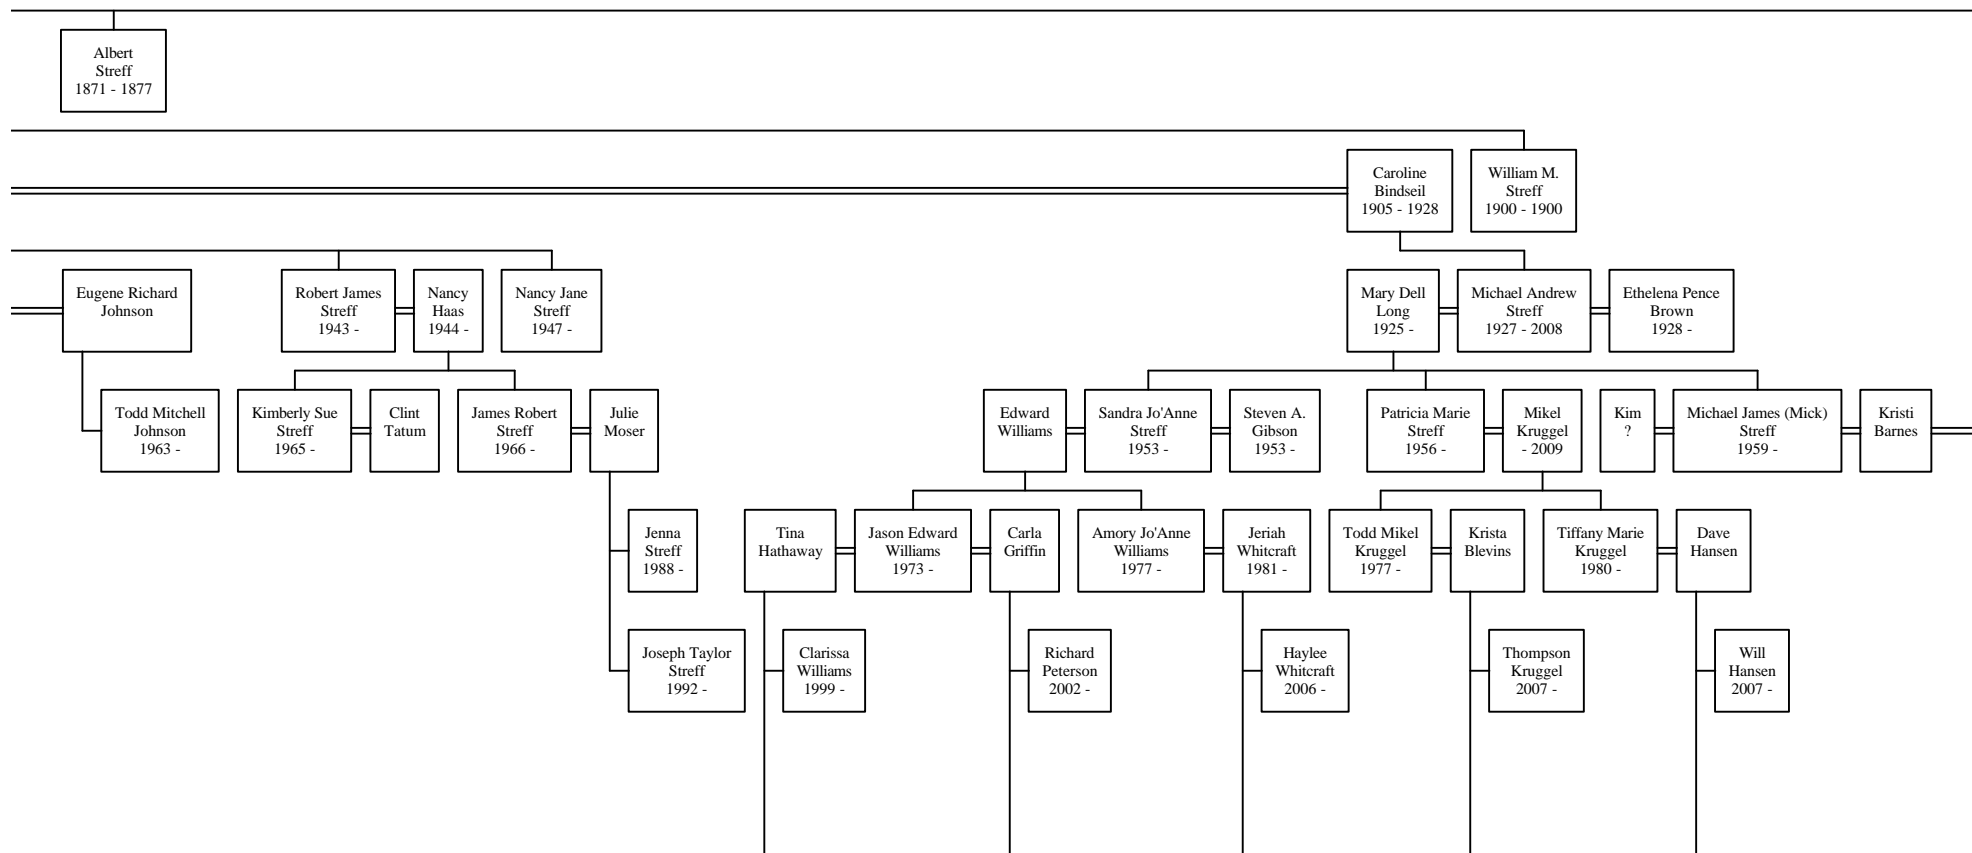 Albert
Streff
1871 - 1877
Caroline
Bindseil
1905 - 1928
William M.
Streff
1900 - 1900
Eugene Richard
Johnson
Robert James
Streff
1943 -
Nancy
Haas
1944 -
Nancy Jane
Streff
1947 -
Mary Dell
Long
1925 -
Michael Andrew
Streff
1927 - 2008
Ethelena Pence
Brown
1928 -
Todd Mitchell
Johnson
1963 -
Kimberly Sue
Streff
1965 -
Clint
Tatum
James Robert
Streff
1966 -
Julie
Moser
Edward
Williams
Sandra Jo'Anne
Streff
1953 -
Steven A.
Gibson
1953 -
Patricia Marie
Streff
1956 -
Mikel
Kruggel
- 2009
Kim
?
Michael James (Mick)
Streff
1959 -
Kristi
Barnes
Jenna
Streff
1988 -
Tina
Hathaway
Jason Edward
Williams
1973 -
Carla
Griffin
Amory Jo'Anne
Williams
1977 -
Jeriah
Whitcraft
1981 -
Todd Mikel
Kruggel
1977 -
Krista
Blevins
Tiffany Marie
Kruggel
1980 -
Dave
Hansen
Joseph Taylor
Streff
1992 -
Clarissa
Williams
1999 -
Richard
Peterson
2002 -
Haylee
Whitcraft
2006 -
Thompson
Kruggel
2007 -
Will
Hansen
2007 -